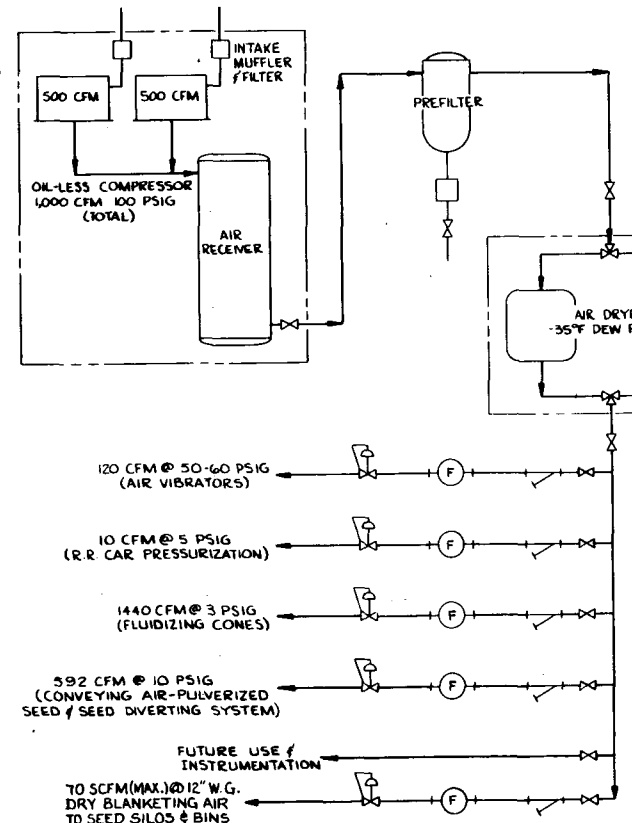 INTAKE
MUFFLER
& FILTER
500 CFM
500 CFM
OIL-LESS COMPRESSOR
1,000 CFM 100 PSIG
(TOTAL)
AIR
RECEIVER
PREFILTER
AIR DRYE
-35°F DEW P
120 CFM @ 50-60 PSIG
(AIR VIBRATORS)
F
10 CFM @ 5 PSIG
(R.R. CAR PRESSURIZATION)
F
1440 CFM @ 3 PSIG
(FLUIDIZING CONES)
F
592 CFM @ 10 PSIG
(CONVEYING AIR-PULVERIZED
SEED & SEED DIVERTING SYSTEM)
F
FUTURE USE &
INSTRUMENTATION
70 SCFM(MAX.)@ 12" W.G.
DRY BLANKETING AIR
TO SEED SILOS & BINS
F